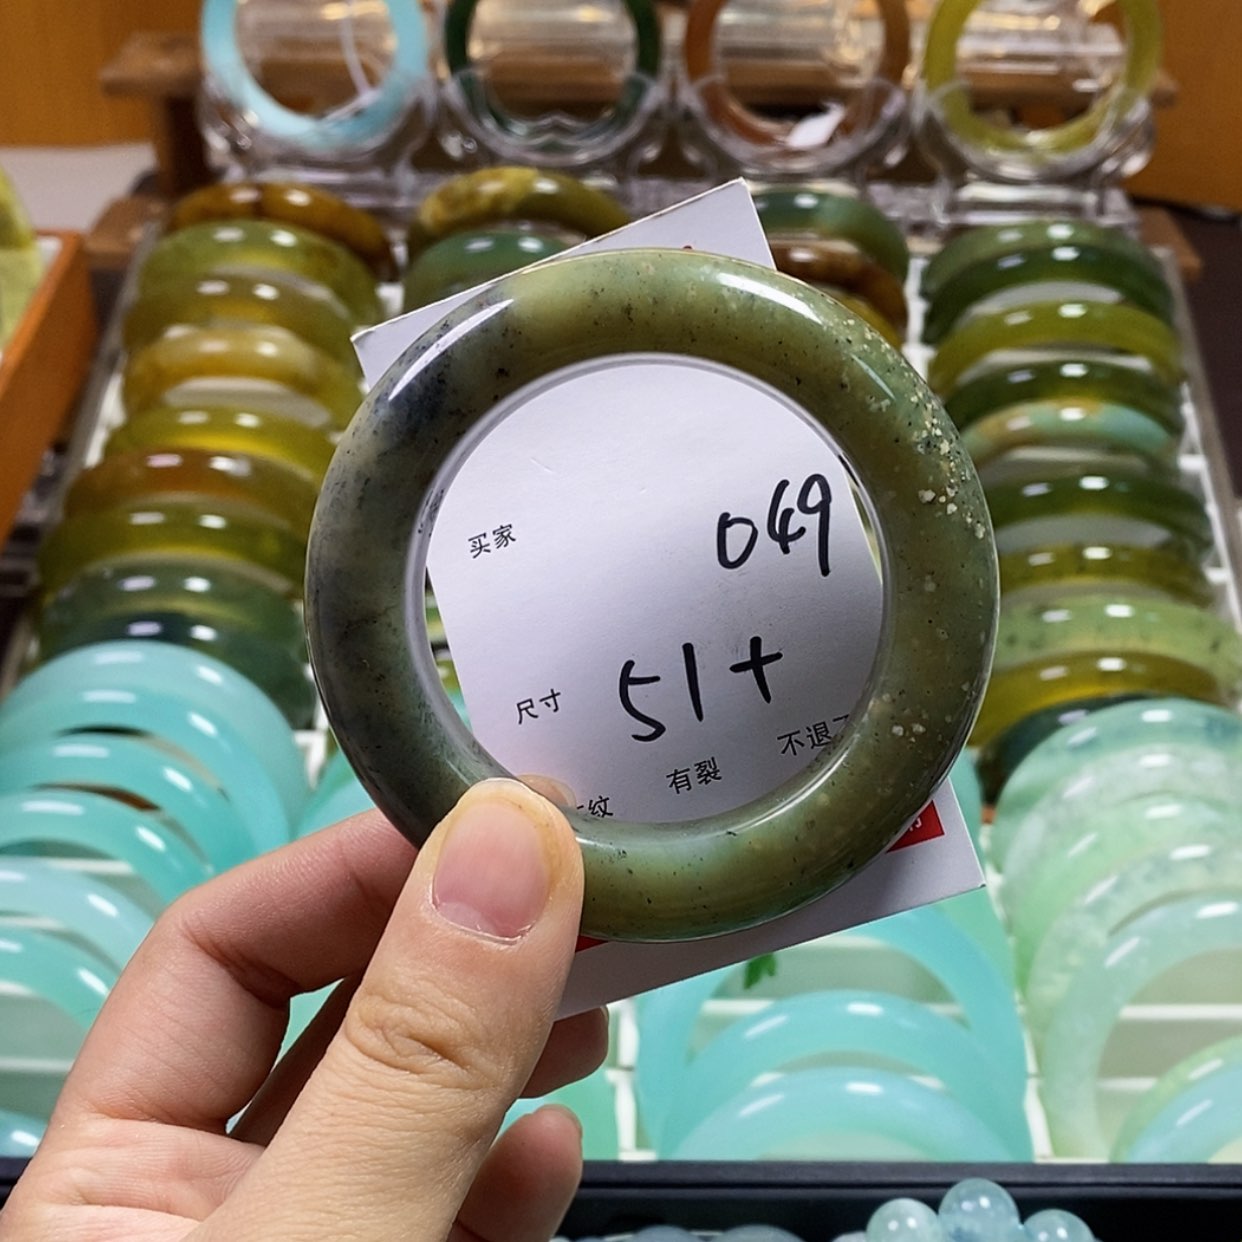 买家 049
尺寸 51+
纹 有裂 不退